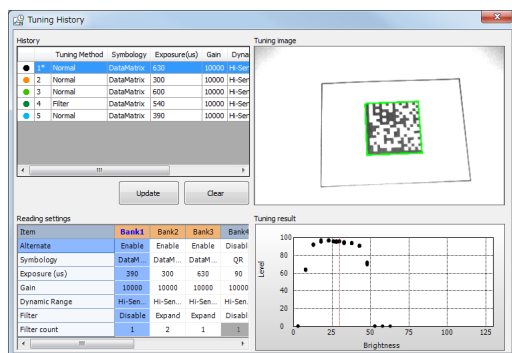 Tuning History
History
Tuning Method Symbology Exposure(us) Gain Dyna
1* Normal DataMatrix 630 10000 Hi-Sen
2 Normal DataMatrix 300 10000 Hi-Sen
3 Normal DataMatrix 600 10000 Hi-Sen
4 Filter DataMatrix 540 10000 Hi-Sen
5 Normal DataMatrix 390 10000 Hi-Sen
Update Clear
Tuning image
Reading settings
Item Bank1 Bank2 Bank3 Bank4
Alternate Enable Enable Enable Disabl
Symbology DataM... DataM... DataM... QR
Exposure (us) 390 300 630 90
Gain 10000 10000 10000 10000
Dynamic Range Hi-Sen... Hi-Sen... Hi-Sen... Hi-Sen.
Filter Disable Expand Expand Disabl
Filter count 1 2 1 1
Tuning result
Level
100
80
60
40
20
0
0 25 50 75 100 125
Brightness